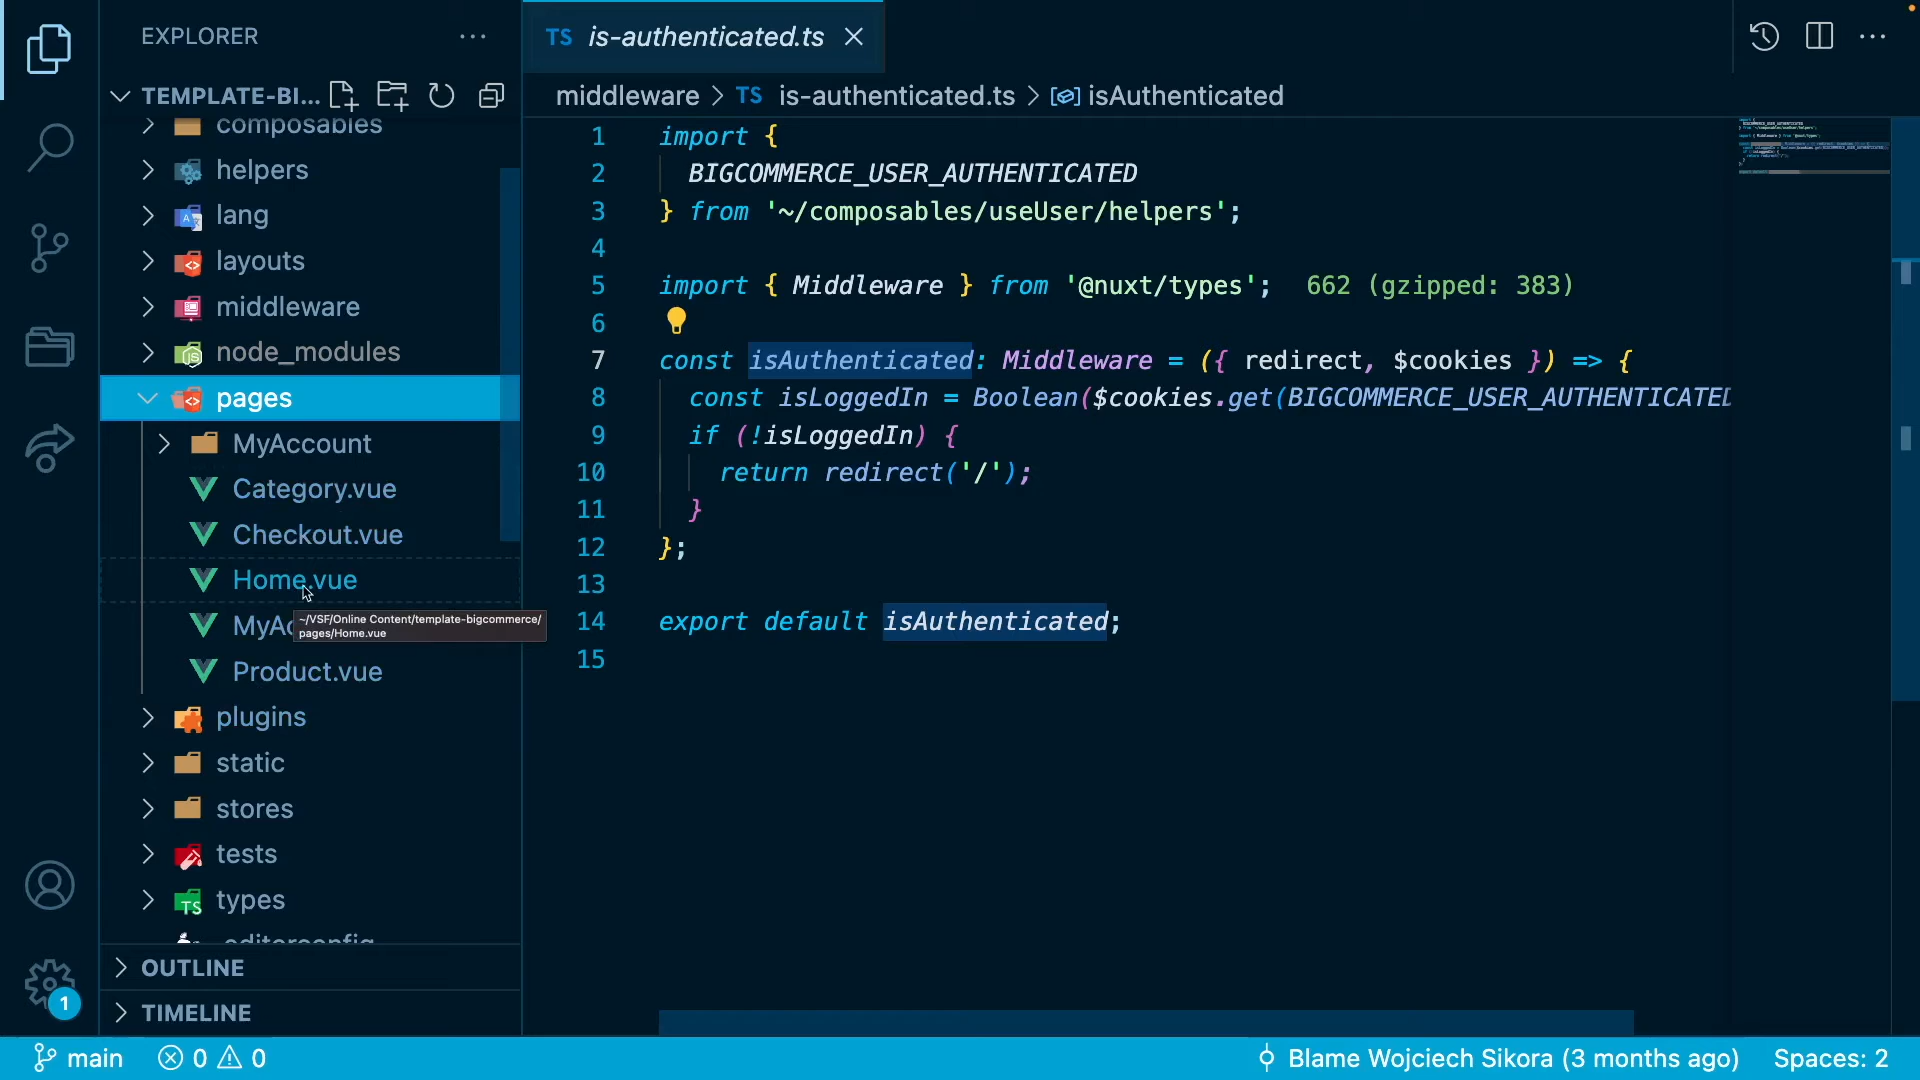 EXPLORER
TEMPLATE-BI...
composables
helpers
lang
layouts
middleware
node_modules
pages
MyAccount
Category.vue
Checkout.vue
Home.vue
~/VSF/Online Content/template-bigcommerce/
pages/Home.vue
MyAc
Product.vue
plugins
static
stores
tests
types
.editorconfig
OUTLINE
TIMELINE
1
TS is-authenticated.ts
middleware > TS is-authenticated.ts > isAuthenticated
1 import {
2 BIGCOMMERCE_USER_AUTHENTICATED
3 } from '~/composables/useUser/helpers';
4
5 import { Middleware } from '@nuxt/types'; 662 (gzipped: 383)
6
7 const isAuthenticated: Middleware = ({ redirect, $cookies }) => {
8 const isLoggedIn = Boolean($cookies.get(BIGCOMMERCE_USER_AUTHENTICATED
9 if (!isLoggedIn) {
10 return redirect('/');
11 }
12 };
13
14 export default isAuthenticated;
15
main 0 0
Blame Wojciech Sikora (3 months ago) Spaces: 2